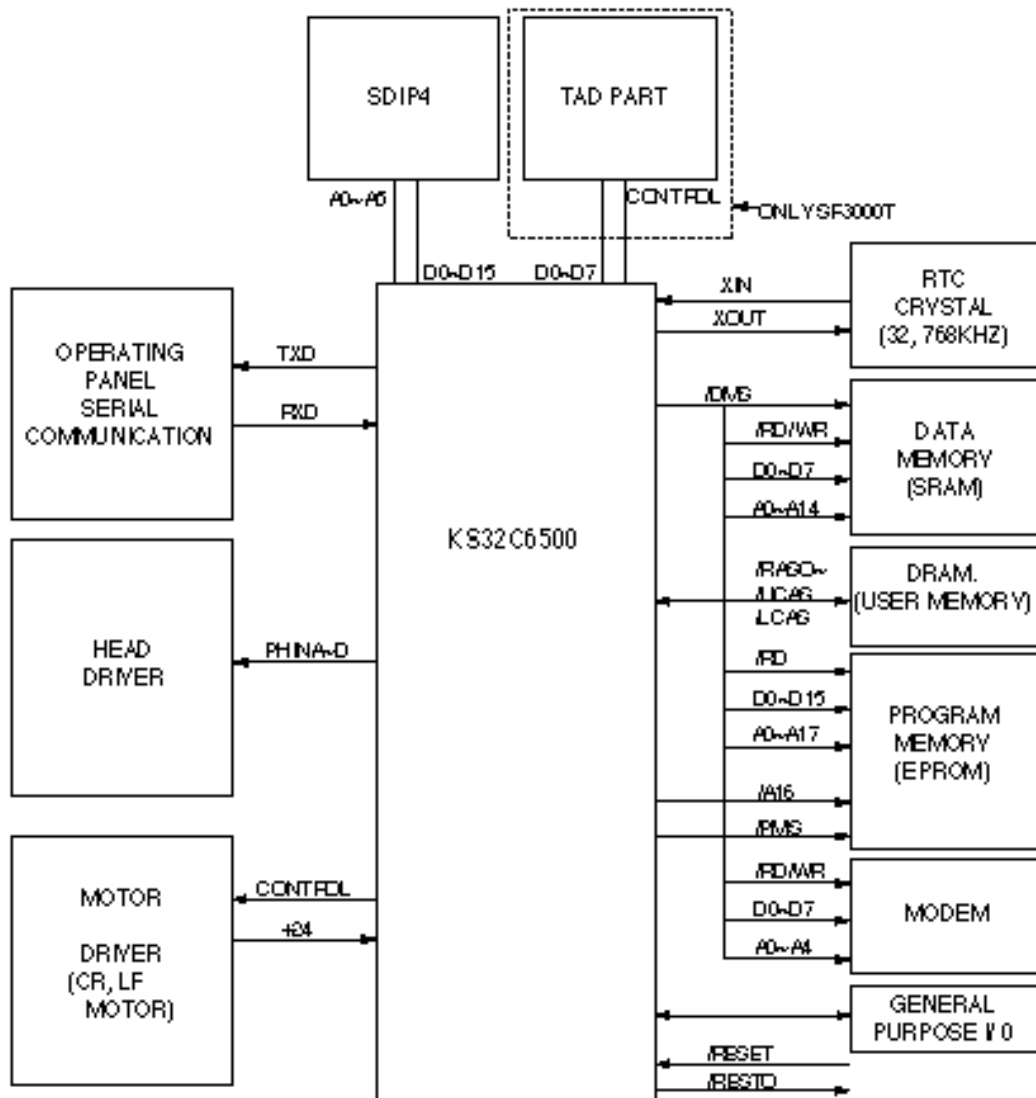 SDIP4
TAD PART
A0~A5
CONTROL
ONLYSF3000T
D0~D15
D0~D7
XIN
XOUT
RTC
CRYSTAL
(32, 768KHZ)
OPERATING
PANEL
SERIAL
COMMUNICATION
TXD
RXD
/DMS
/RD/WR
D0~D7
A0~A14
DATA
MEMORY
(SRAM)
KS32C6500
/RAS0~
/UCAS
/LCAS
DRAM.
(USER MEMORY)
HEAD
DRIVER
PHINA~D
/RD
D0~D15
A0~A17
/A16
/PMS
PROGRAM
MEMORY
(EPROM)
MOTOR
DRIVER
(CR, LF
MOTOR)
CONTROL
+24
/RD/WR
D0~D7
A0~A4
MODEM
GENERAL
PURPOSE I/O
/RESET
/RESTO